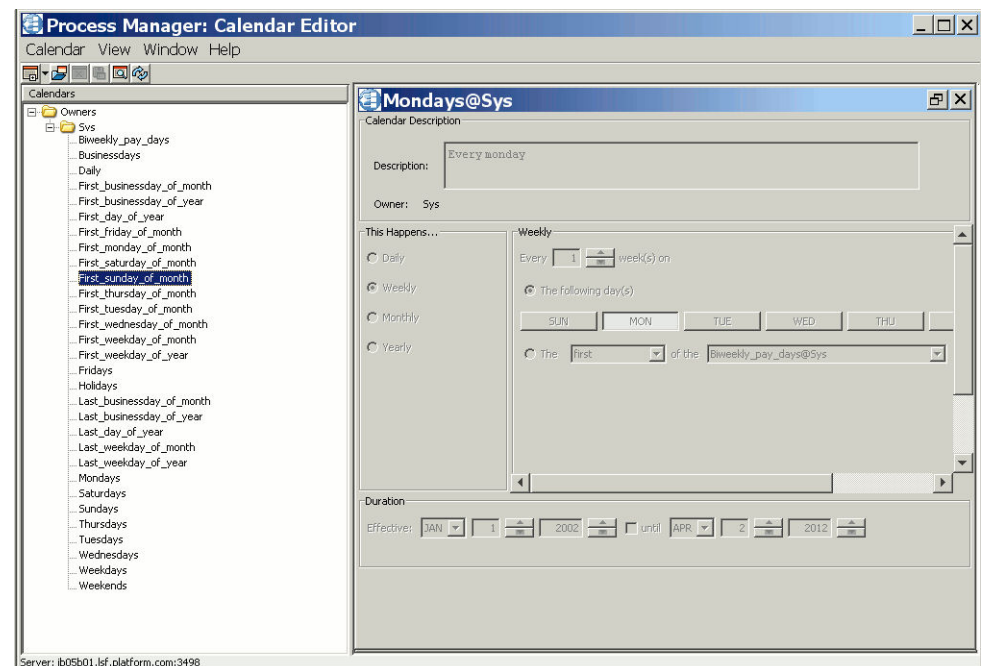 Process Manager: Calendar Editor
Calendar View Window Help
Calendars
Owners
Sys
Biweekly_pay_days
Businessdays
Daily
First_businessday_of_month
First_businessday_of_year
First_day_of_year
First_friday_of_month
First_monday_of_month
First_saturday_of_month
First_sunday_of_month
First_thursday_of_month
First_tuesday_of_month
First_wednesday_of_month
First_weekday_of_month
First_weekday_of_year
Fridays
Holidays
Last_businessday_of_month
Last_businessday_of_year
Last_day_of_year
Last_weekday_of_month
Last_weekday_of_year
Mondays
Saturdays
Sundays
Thursdays
Tuesdays
Wednesdays
Weekdays
Weekends
Mondays@Sys
Calendar Description
Description: Every monday
Owner: Sys
This Happens...
Daily
Weekly
Monthly
Yearly
Weekly
Every 1 week(s) on
The following day(s)
SUN MON TUE WED THU
The first of the Biweekly_pay_days@Sys
Duration
Effective: JAN 1 2002 until APR 2 2012
Server: ib05b01.lsf.platform.com:3498